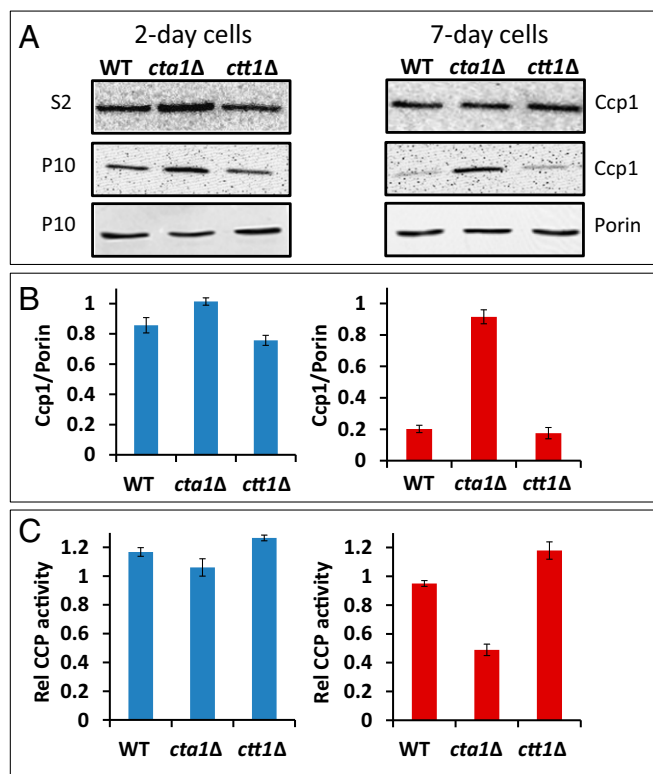 A
2-day cells 7-day cells
WT cta1Δ ctt1Δ WT cta1Δ ctt1Δ
S2 Ccp1
P10 Ccp1
P10 Porin
B
Ccp1/Porin
1
0.8
0.6
0.4
0.2
0
WT cta1Δ ctt1Δ
Ccp1/Porin
1
0.8
0.6
0.4
0.2
0
WT cta1Δ ctt1Δ
C
Rel CCP activity
1.2
1
0.8
0.6
0.4
0.2
0
WT cta1Δ ctt1Δ
Rel CCP activity
1.2
1
0.8
0.6
0.4
0.2
0
WT cta1Δ ctt1Δ